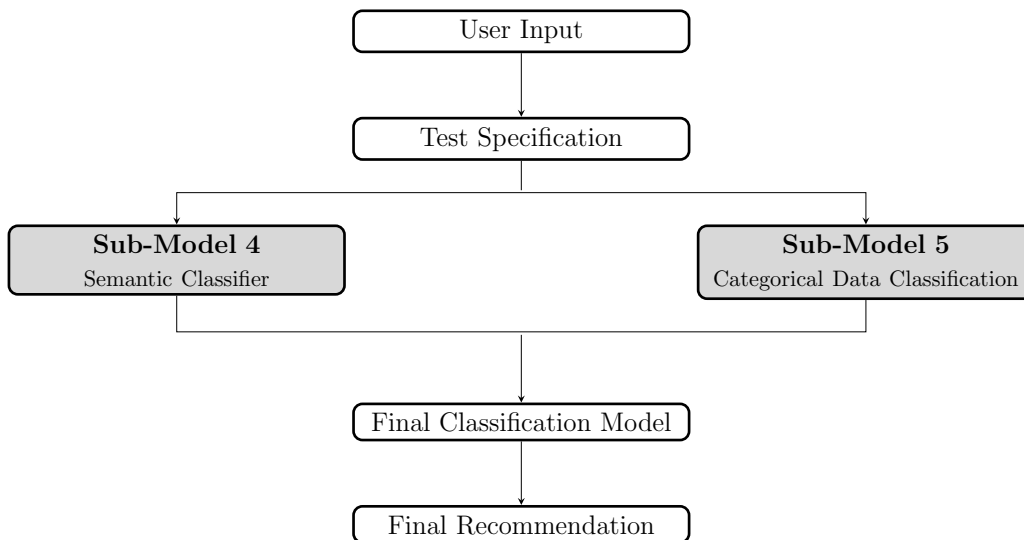 User Input
Test Specification
Sub-Model 4
Semantic Classifier
Sub-Model 5
Categorical Data Classification
Final Classification Model
Final Recommendation